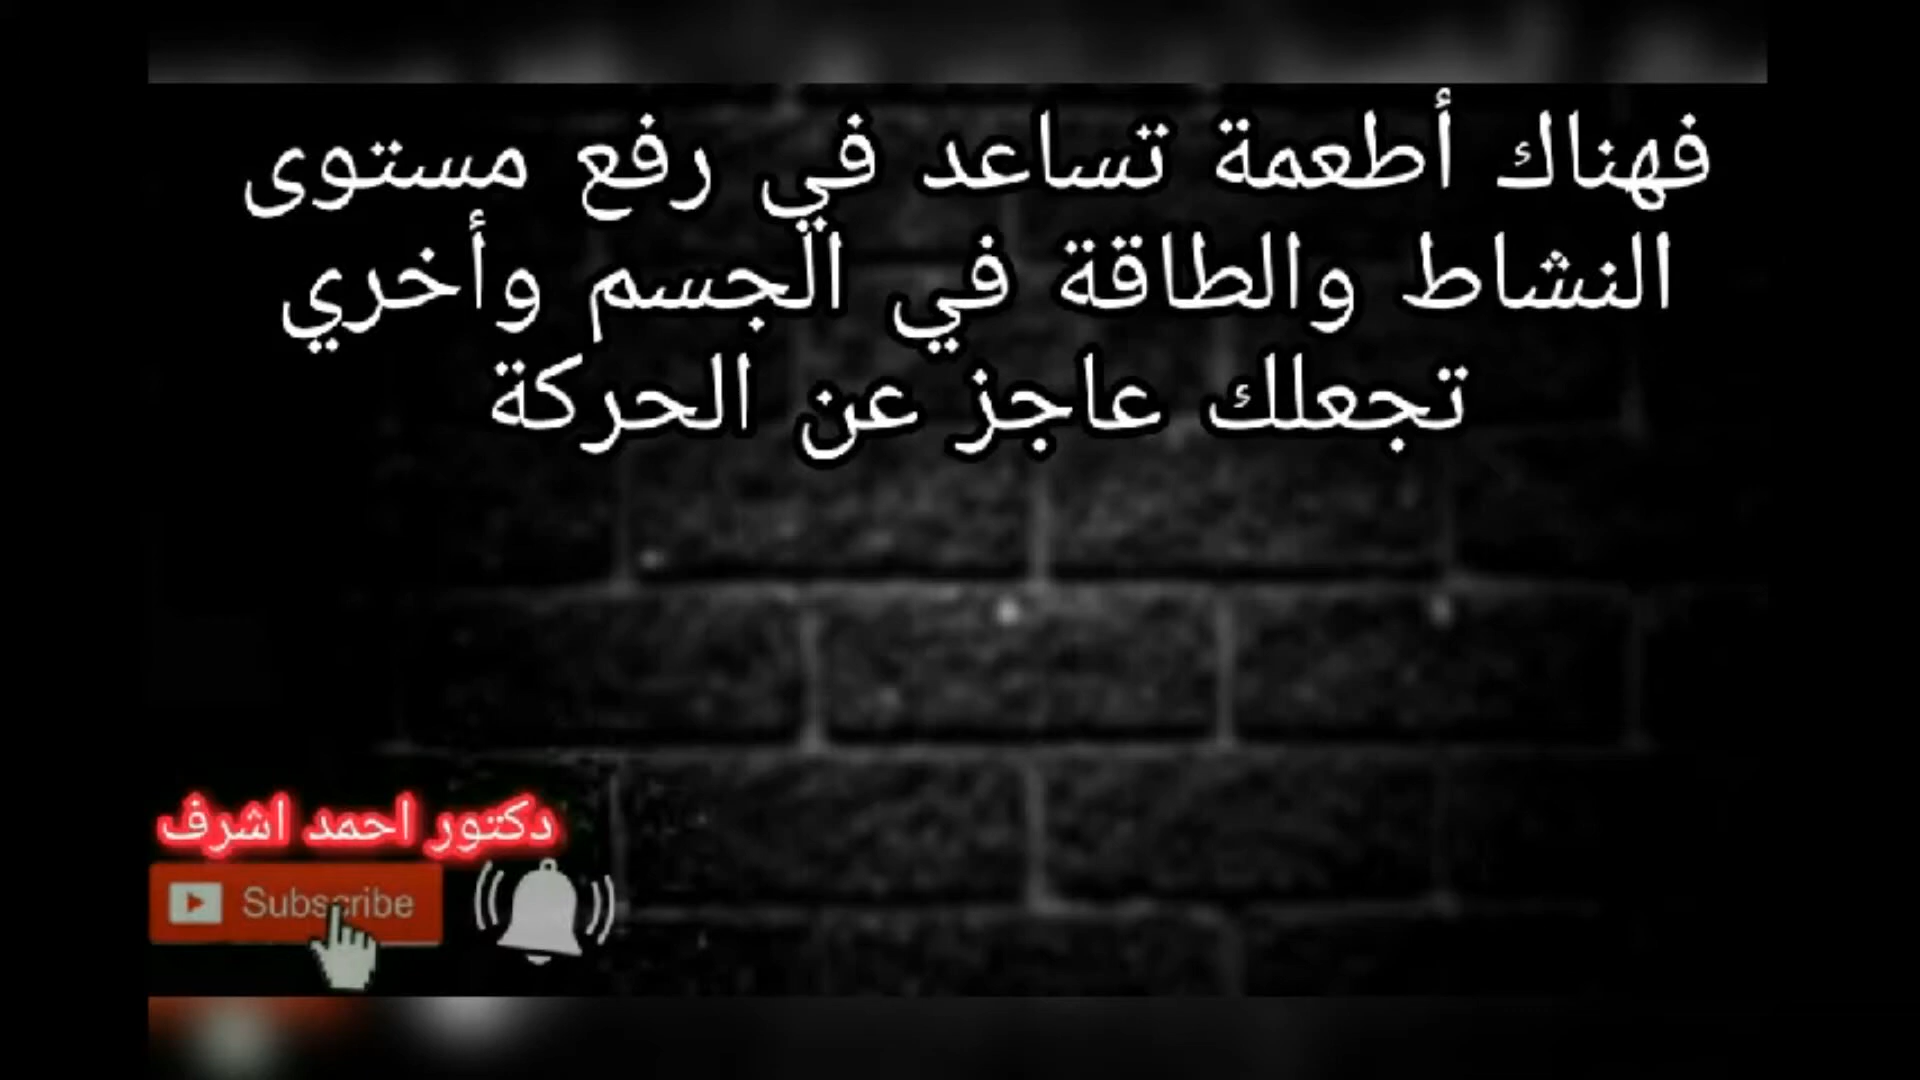 فهناك أطعمة تساعد في رفع مستوى
النشاط والطاقة في الجسم وأخري
تجعلك عاجز عن الحركة
دكتور احمد اشرف
Subscribe